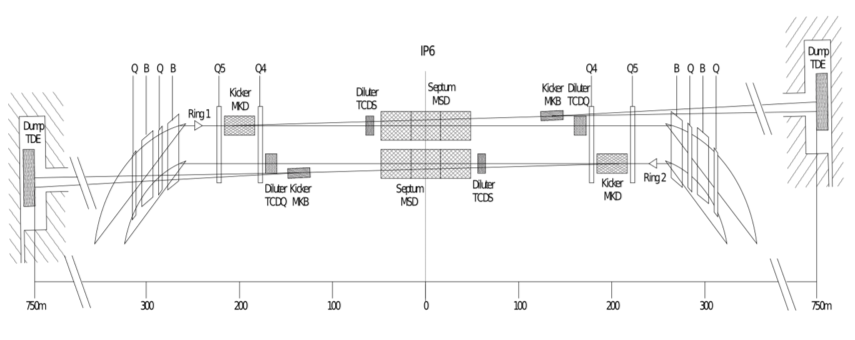 IP6
Q B Q B
Q5
Q4
Q4
Q5
B Q B Q
Dump
TDE
Kicker
MKD
Diluter
TCDS
Septum
MSD
Kicker
MKB
Diluter
TCDQ
Ring 1
Dump
TDE
Diluter
TCDQ
Kicker
MKB
Septum
MSD
Diluter
TCDS
Kicker
MKD
Ring 2
750m
300
200
100
0
100
200
300
750m